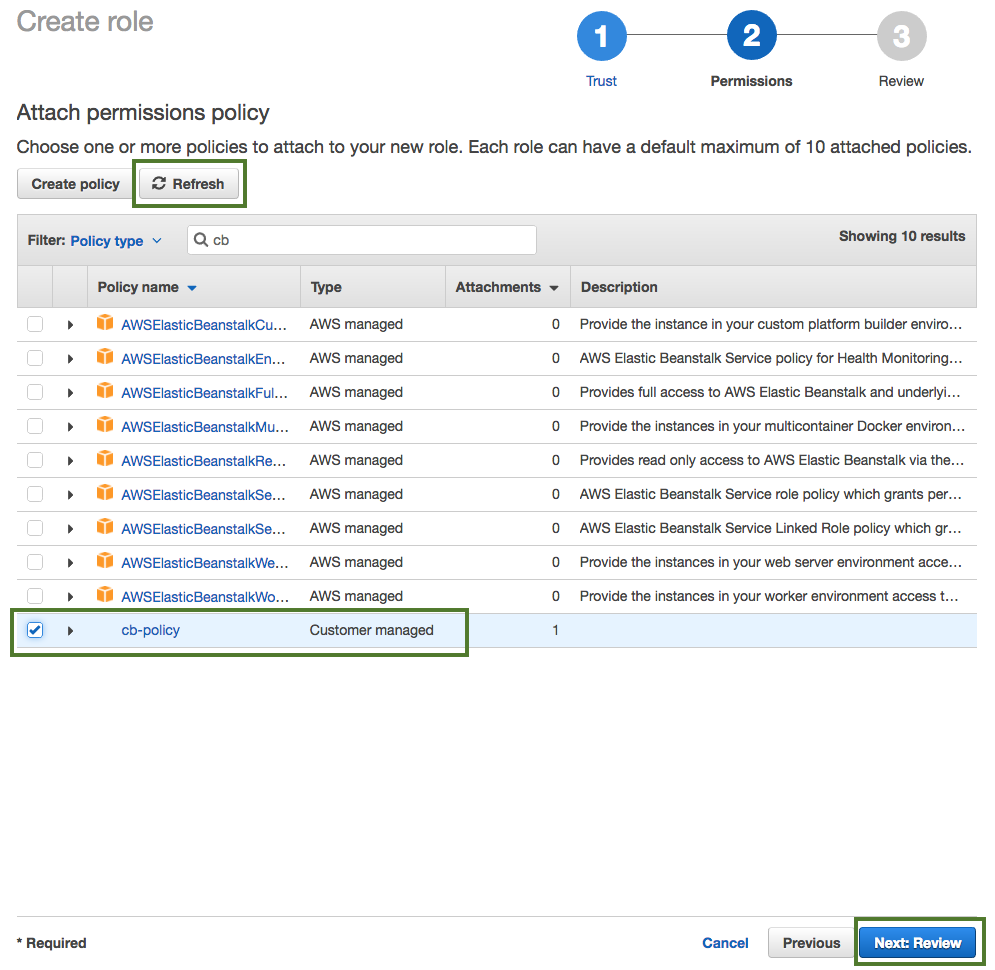 Create role
1 2 3
Trust Permissions Review
Attach permissions policy
Choose one or more policies to attach to your new role. Each role can have a default maximum of 10 attached policies.
Create policy Refresh
Filter: Policy type cb Showing 10 results
Policy name Type Attachments Description
AWSElasticBeanstalkCu... AWS managed 0 Provide the instance in your custom platform builder enviro...
AWSElasticBeanstalkEn... AWS managed 0 AWS Elastic Beanstalk Service policy for Health Monitoring...
AWSElasticBeanstalkFul... AWS managed 0 Provides full access to AWS Elastic Beanstalk and underlyi...
AWSElasticBeanstalkMu... AWS managed 0 Provide the instances in your multicontainer Docker environ...
AWSElasticBeanstalkRe... AWS managed 0 Provides read only access to AWS Elastic Beanstalk via the...
AWSElasticBeanstalkSe... AWS managed 0 AWS Elastic Beanstalk Service role policy which grants per...
AWSElasticBeanstalkSe... AWS managed 0 AWS Elastic Beanstalk Service Linked Role policy which gr...
AWSElasticBeanstalkWe... AWS managed 0 Provide the instances in your web server environment acce...
AWSElasticBeanstalkWo... AWS managed 0 Provide the instances in your worker environment access t...
cb-policy Customer managed 1
* Required Cancel Previous Next: Review